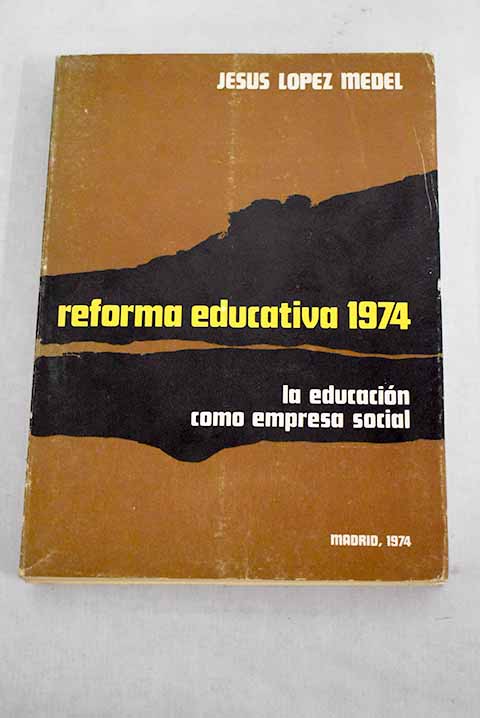 JESUS LOPEZ MEDEL
reforma educativa 1974
la educación
como empresa social
MADRID, 1974